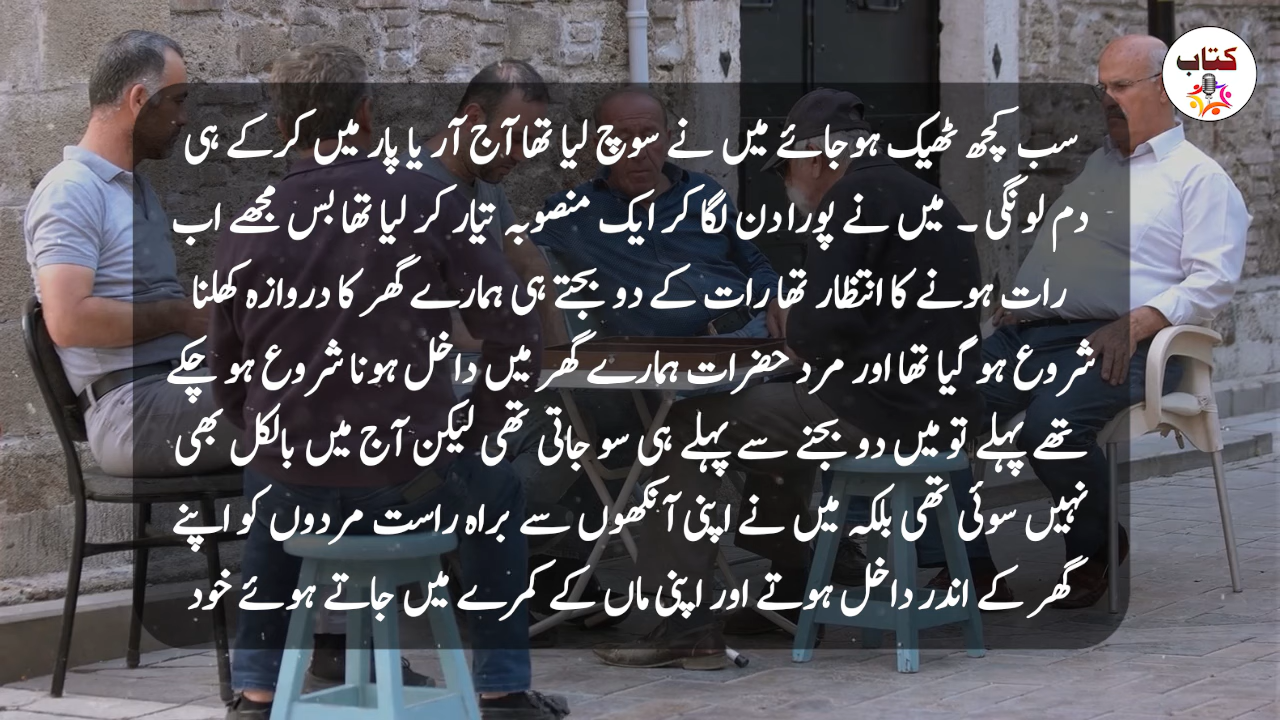 کتاب
سب کچھ ٹھیک ہوجائے میں نے سوچ لیا تھا آج آر یا پار میں کرکے ہی
دم لونگی ۔ میں نے پورا دن لگا کر ایک منصوبہ تیار کر لیا تھا بس مجھے اب
رات ہونے کا انتظار تھا رات کے دو بجتے ہی ہمارے گھر کا دروازہ کھلنا
شروع ہو گیا تھا اور مرد حضرات ہمارے گھر میں داخل ہونا شروع ہو چکے
تھے پہلے تو میں دو بجنے سے پہلے ہی سو جاتی تھی لیکن آج میں بالکل بھی
نہیں سوئی تھی بلکہ میں نے اپنی آنکھوں سے براہ راست مردوں کو اپنے
گھر کے اندر داخل ہوتے اور اپنی ماں کے کمرے میں جاتے ہوئے خود